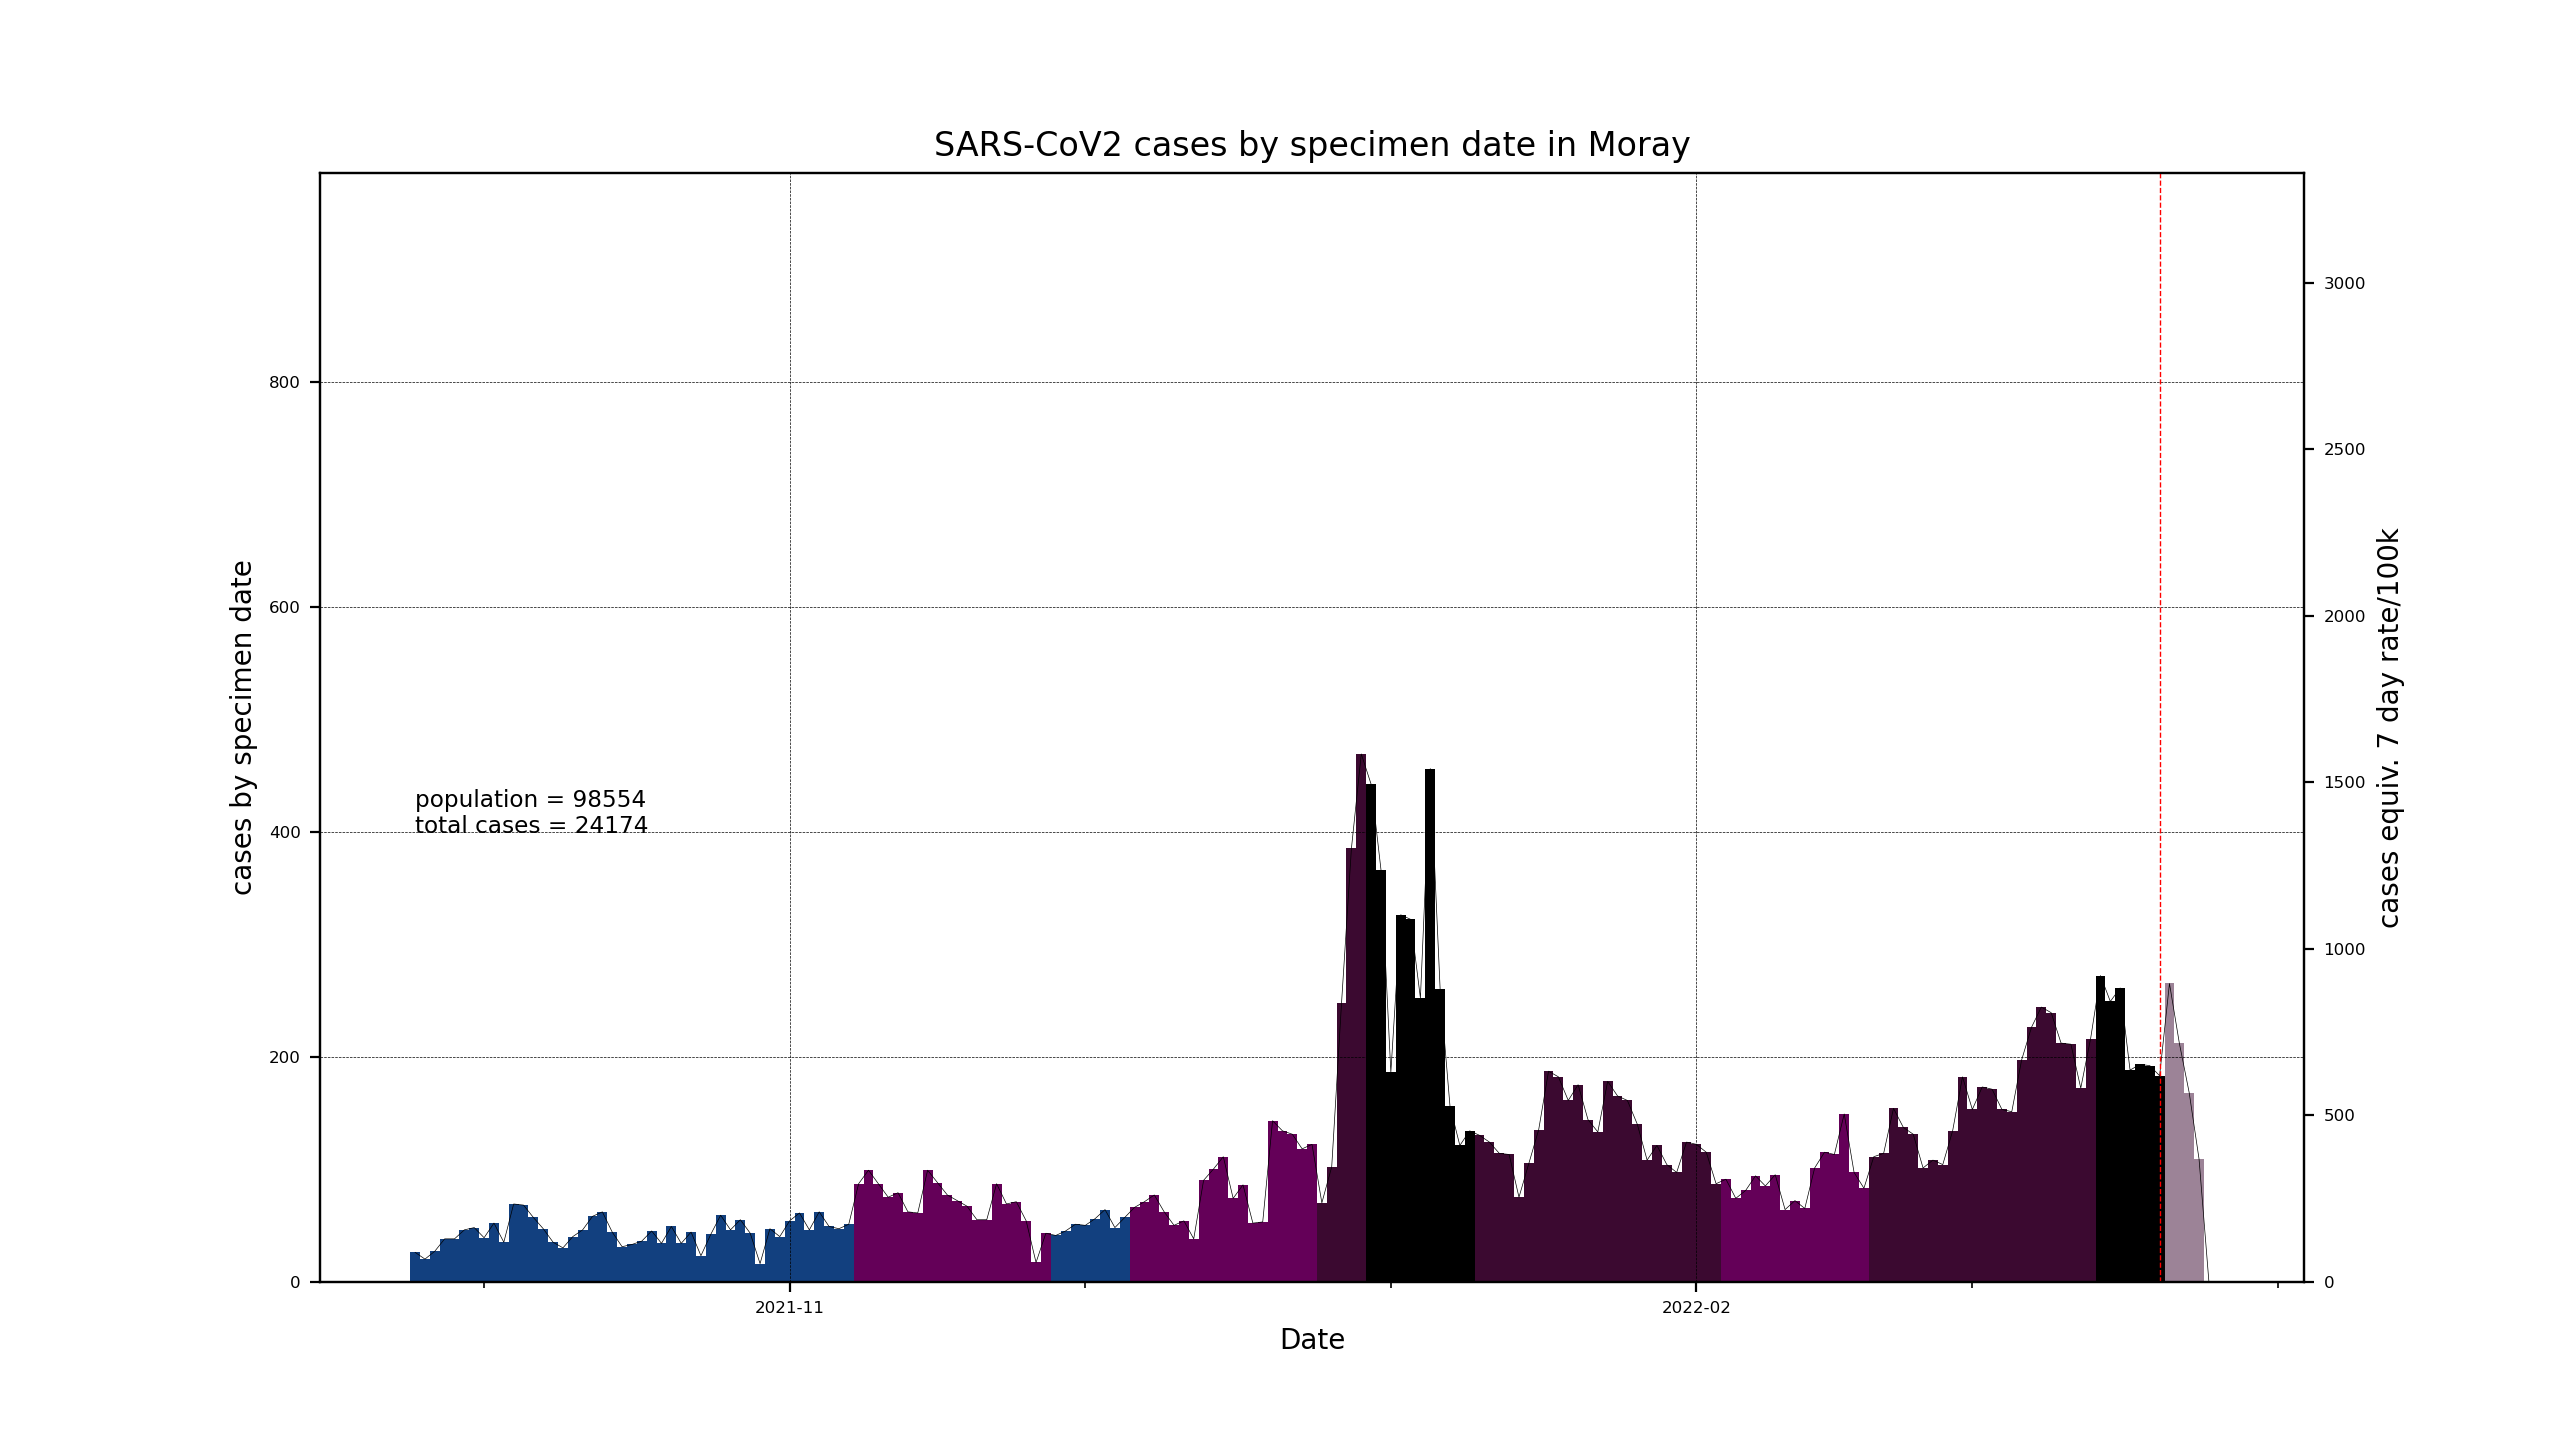 SARS-CoV2 cases by specimen date in Moray
cases by specimen date
800
600
400
200
0
population = 98554
total cases = 24174
3000
2500
2000
1500
1000
500
0
cases equiv. 7 day rate/100k
2021-11
2022-02
Date